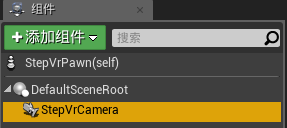 组件
添加组件
搜索
StepVrPawn(self)
DefaultSceneRoot
StepVrCamera